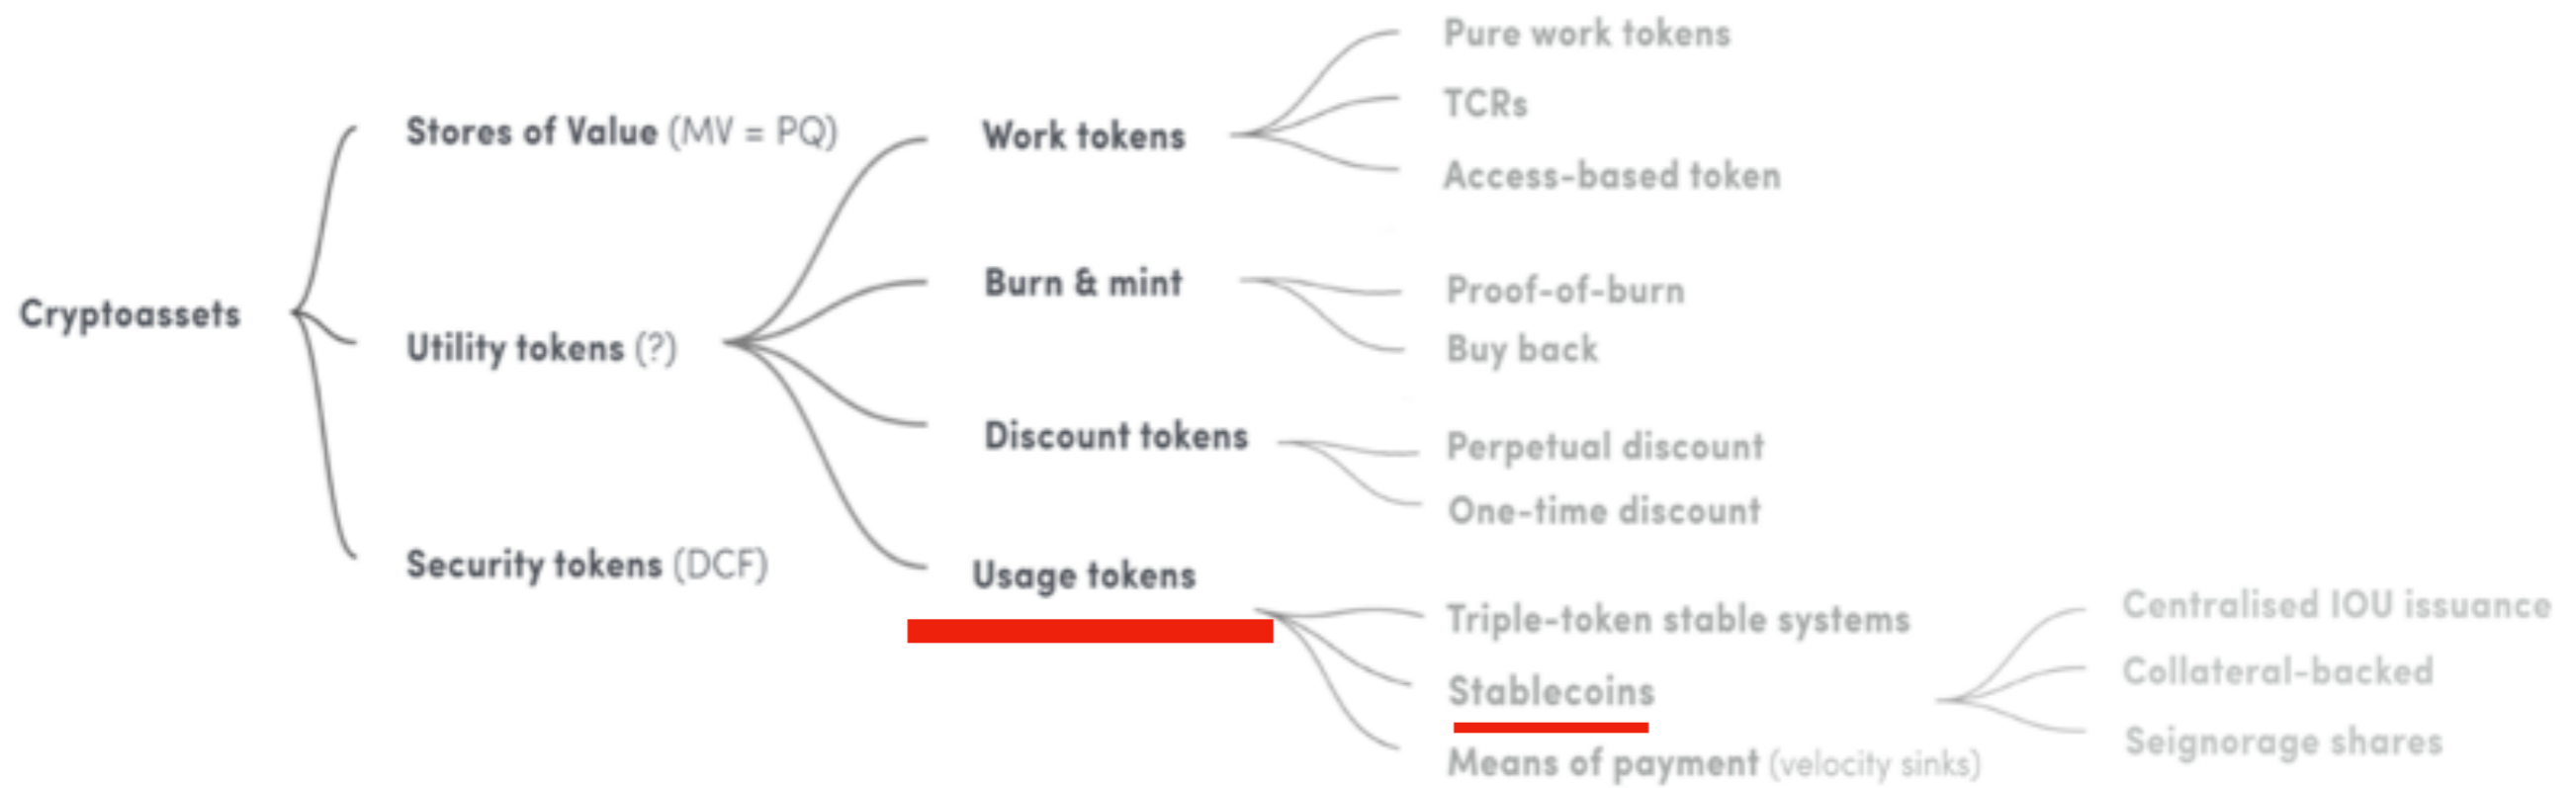 Cryptoassets
Stores of Value (MV = PQ)
Utility tokens (?)
Security tokens (DCF)
Work tokens
Burn & mint
Discount tokens
Usage tokens
Pure work tokens
TCRs
Access-based token
Proof-of-burn
Buy back
Perpetual discount
One-time discount
Triple-token stable systems
Stablecoins
Means of payment (velocity sinks)
Centralised IOU issuance
Collateral-backed
Seignorage shares